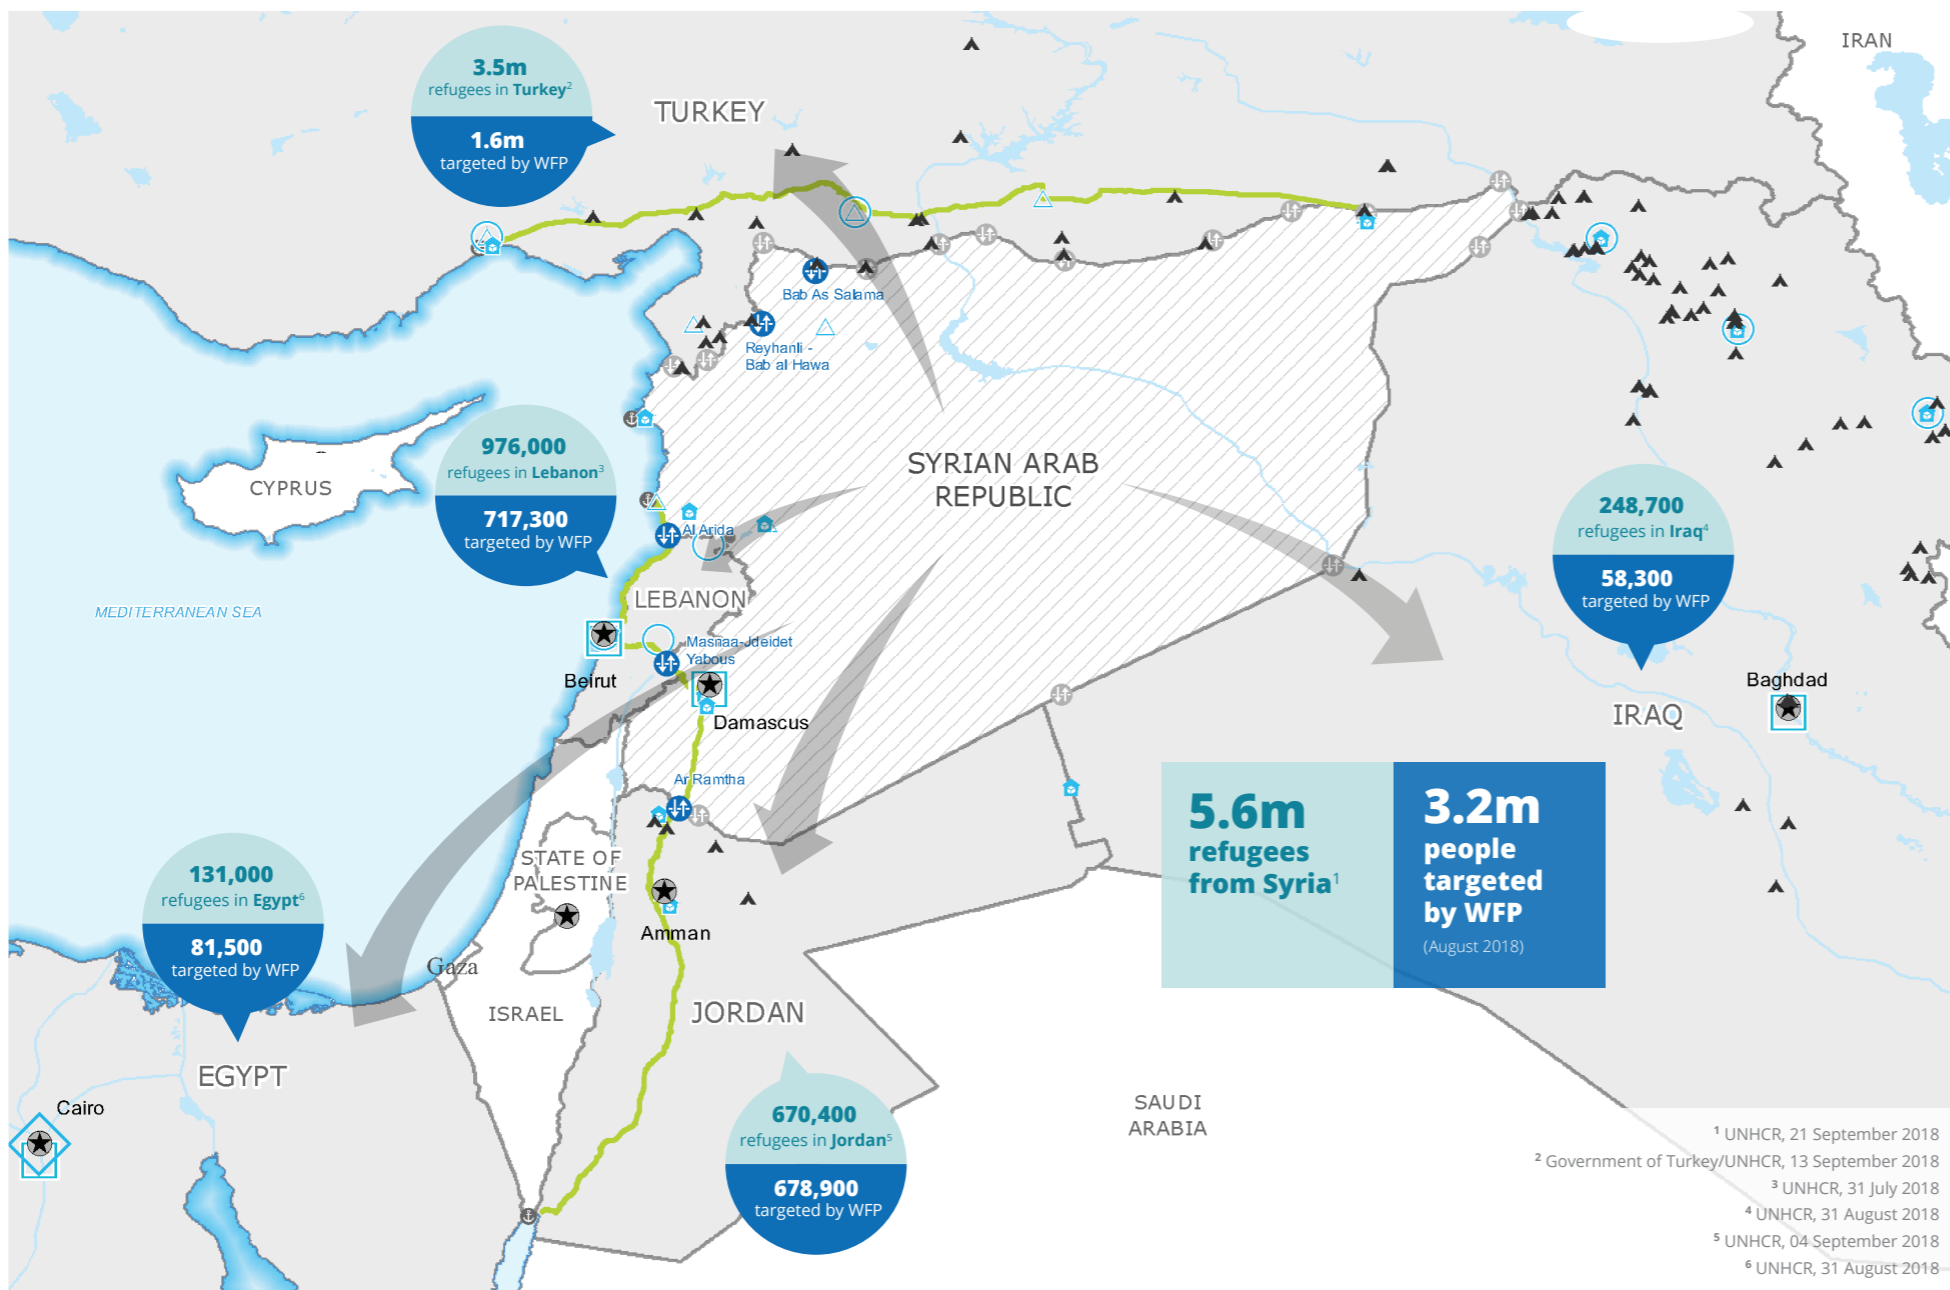 IRAN
3.5m
refugees in Turkey2
1.6m
targeted by WFP
TURKEY
Bab As Salama
Reyhanli -
Bab al Hawa
976,000
refugees in Lebanon3
717,300
targeted by WFP
CYPRUS
SYRIAN ARAB
REPUBLIC
Al Arida
248,700
refugees in Iraq4
58,300
targeted by WFP
MEDITERRANEAN SEA
LEBANON
Masnaa-Jdeidet
Yabous
Beirut
Damascus
Baghdad
IRAQ
Ar Ramtha
5.6m
refugees
from Syria1
3.2m
people
targeted
by WFP
(August 2018)
STATE OF
PALESTINE
131,000
refugees in Egypt6
81,500
targeted by WFP
Amman
Gaza
ISRAEL
JORDAN
EGYPT
Cairo
670,400
refugees in Jordan5
678,900
targeted by WFP
SAUDI
ARABIA
1 UNHCR, 21 September 2018
2 Government of Turkey/UNHCR, 13 September 2018
3 UNHCR, 31 July 2018
4 UNHCR, 31 August 2018
5 UNHCR, 04 September 2018
6 UNHCR, 31 August 2018